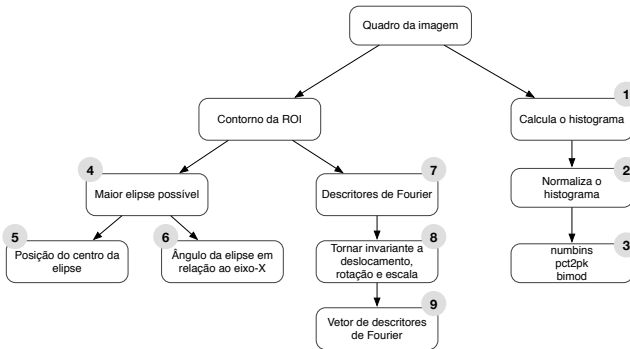 Quadro da imagem
1
Contorno da ROI
Calcula o histograma
4
7
2
Maior elipse possível
Descritores de Fourier
Normaliza o
histograma
5
6
8
3
Posição do centro da
elipse
Ângulo da elipse em
relação ao eixo-X
Tornar invariante a
deslocamento,
rotação e escala
numbins
pct2pk
bimod
9
Vetor de descritores
de Fourier